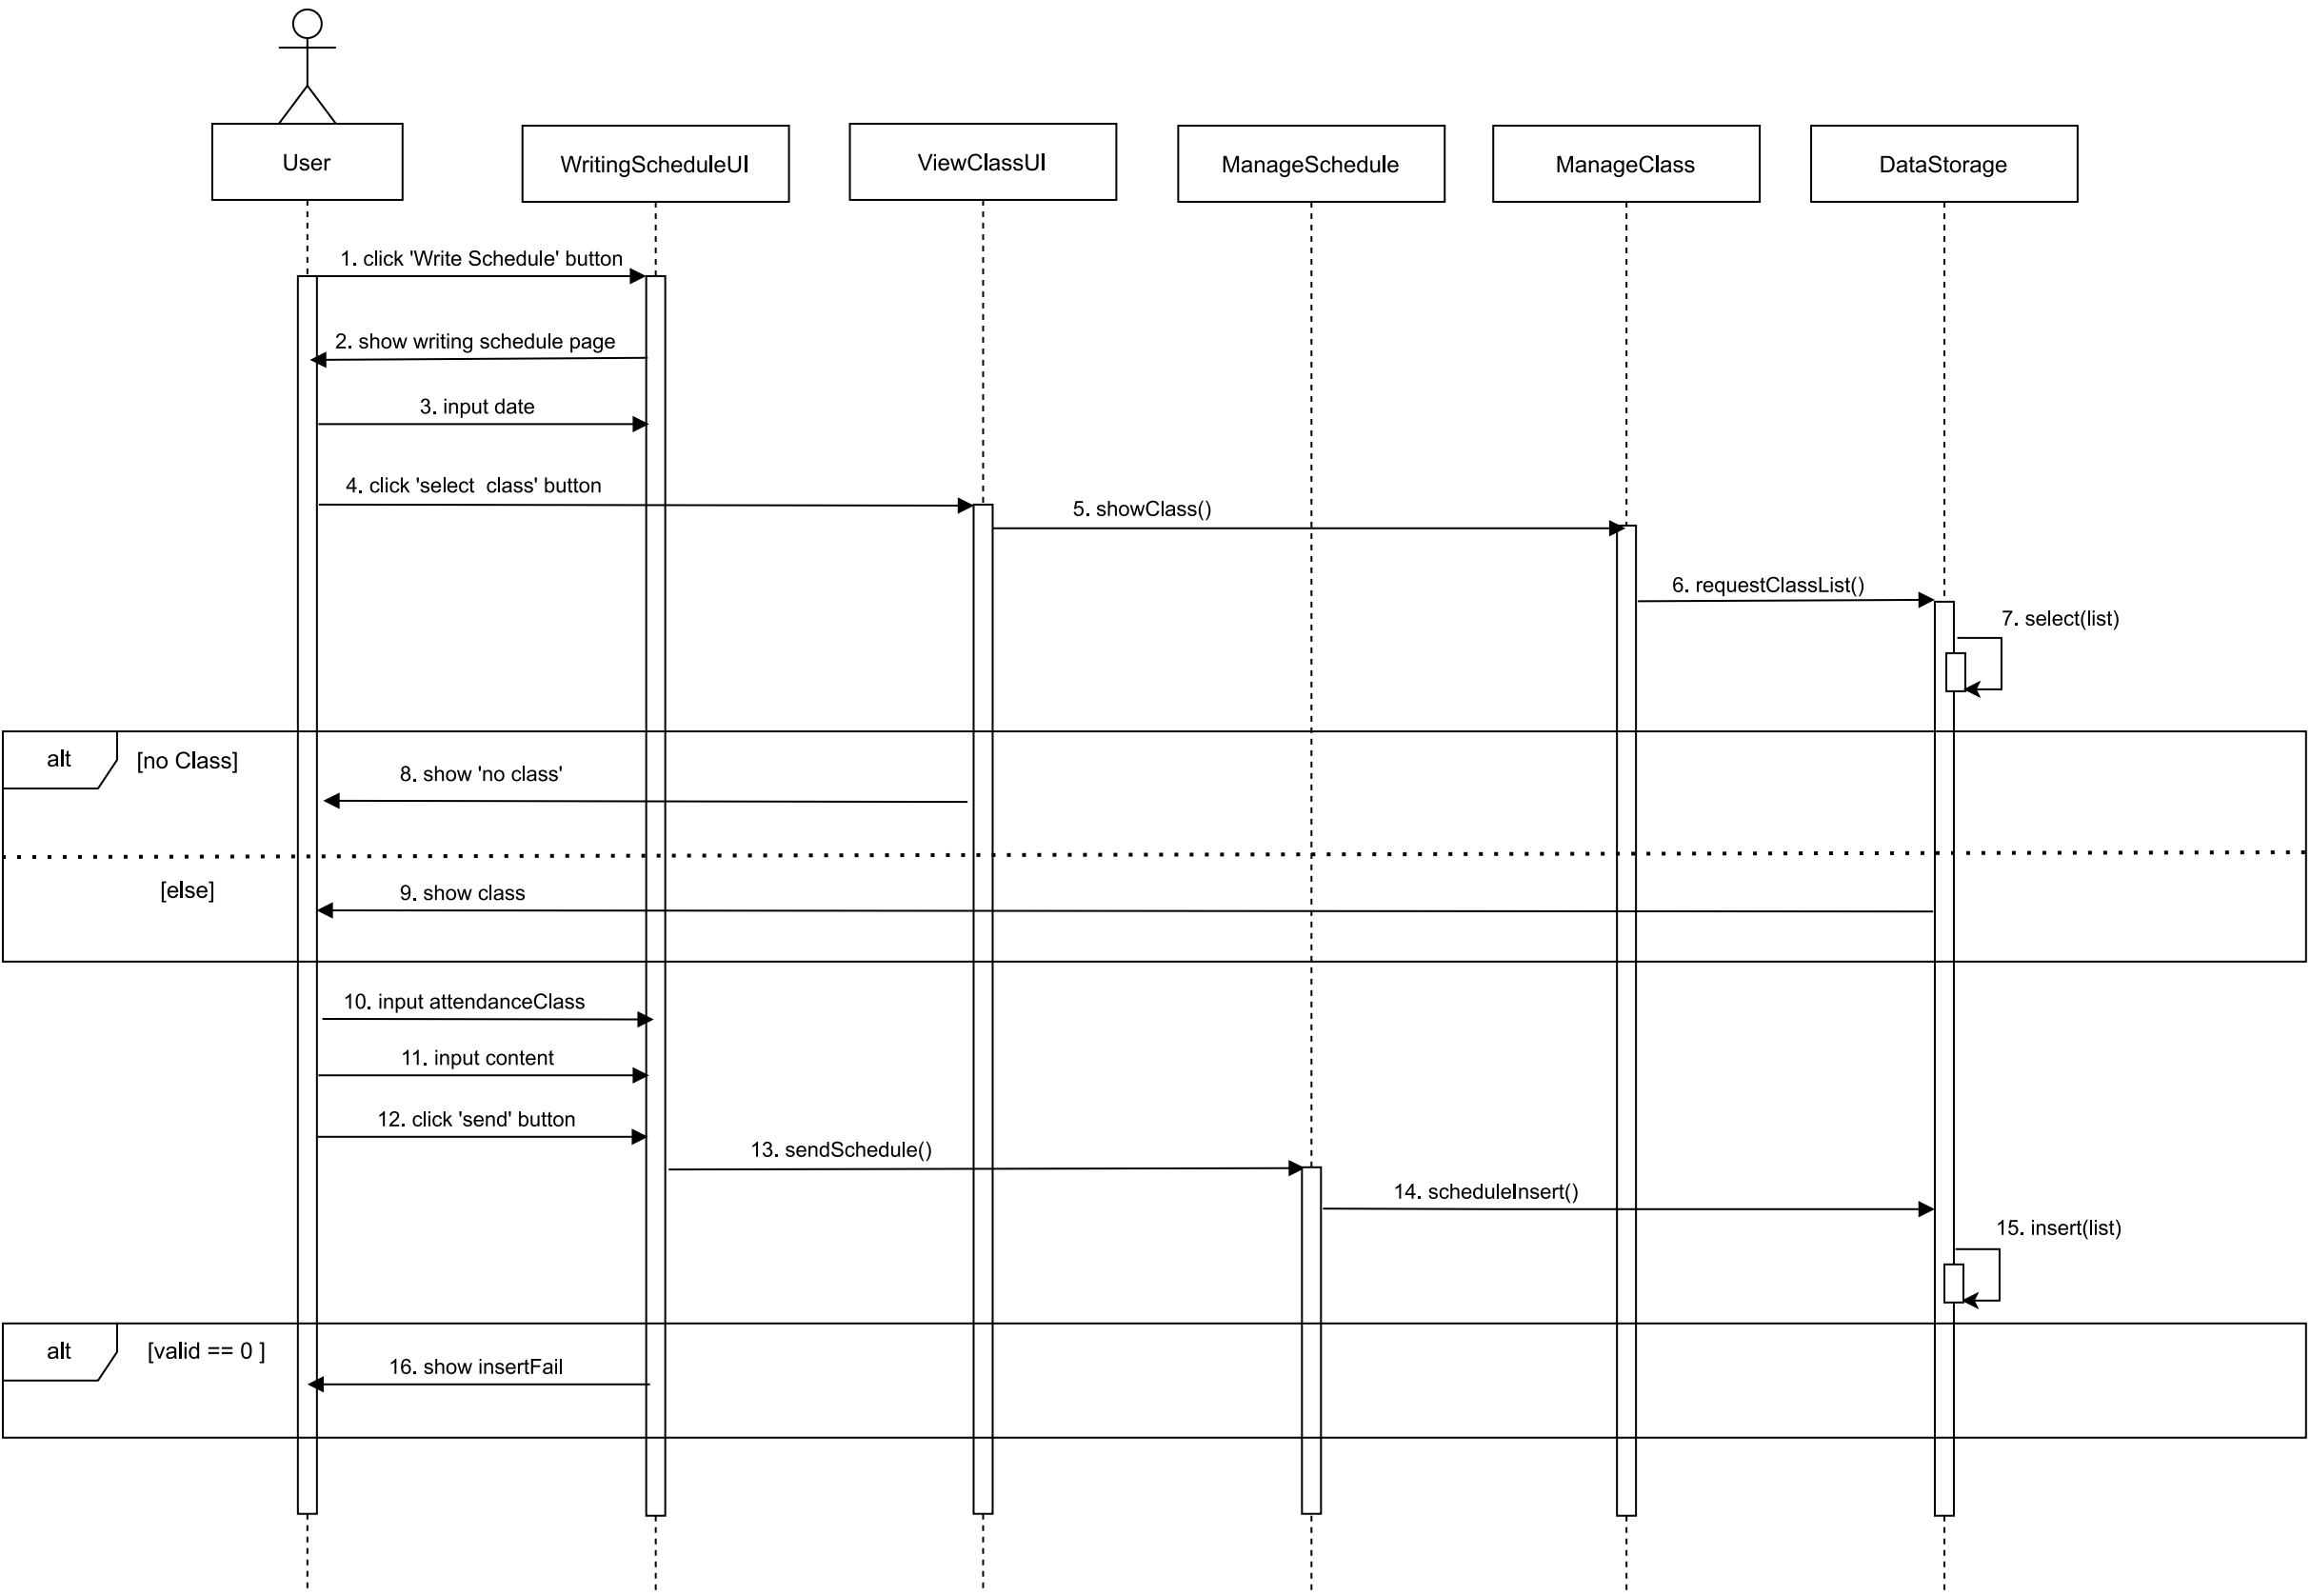 User
WritingScheduleUI
ViewClassUI
ManageSchedule
ManageClass
DataStorage
1. click 'Write Schedule' button
2. show writing schedule page
3. input date
4. click 'select  class' button
5. showClass()
6. requestClassList()
7. select(list)
alt
[no Class]
8. show 'no class'
[else]
9. show class
10. input attendanceClass
11. input content
12. click 'send' button
13. sendSchedule()
14. scheduleInsert()
15. insert(list)
alt
[valid == 0 ]
16. show insertFail